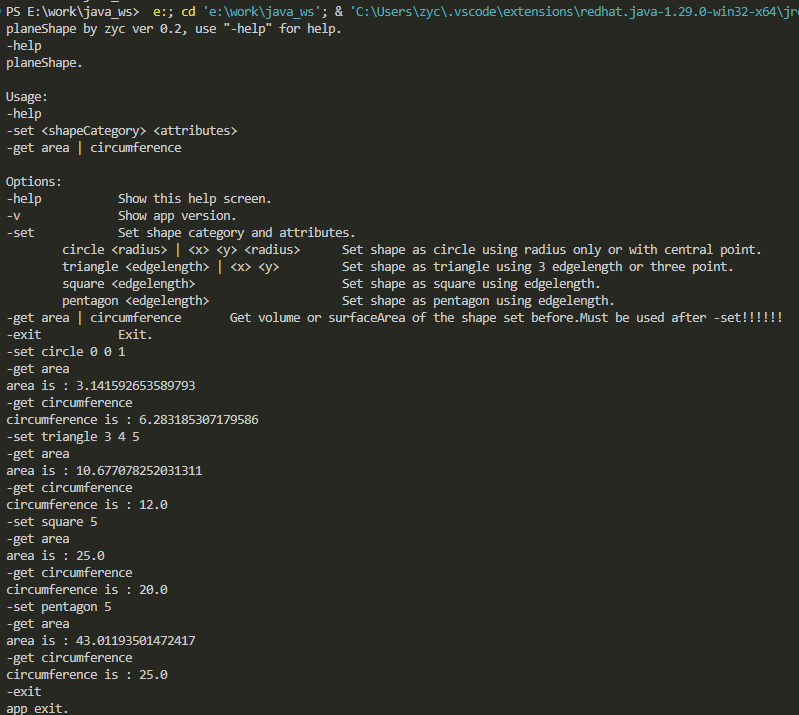 PS E:\work\java_ws>  e:; cd 'e:\work\java_ws'; & 'C:\Users\zyc\.vscode\extensions\redhat.java-1.29.0-win32-x64\jr
planeShape by zyc ver 0.2, use "-help" for help.
-help
planeShape.
Usage:
-help
-set <shapeCategory> <attributes>
-get area | circumference
Options:
-help           Show this help screen.
-v              Show app version.
-set            Set shape category and attributes.
        circle <radius> | <x> <y> <radius>      Set shape as circle using radius only or with central point.
        triangle <edgelength> | <x> <y>         Set shape as triangle using 3 edgelength or three point.
        square <edgelength>                     Set shape as square using edgelength.
        pentagon <edgelength>                   Set shape as pentagon using edgelength.
-get area | circumference       Get volume or surfaceArea of the shape set before.Must be used after -set!!!!!!
-exit           Exit.
-set circle 0 0 1
-get area
area is : 3.141592653589793
-get circumference
circumference is : 6.283185307179586
-set triangle 3 4 5
-get area
area is : 10.677078252031311
-get circumference
circumference is : 12.0
-set square 5
-get area
area is : 25.0
-get circumference
circumference is : 20.0
-set pentagon 5
-get area
area is : 43.01193501472417
-get circumference
circumference is : 25.0
-exit
app exit.